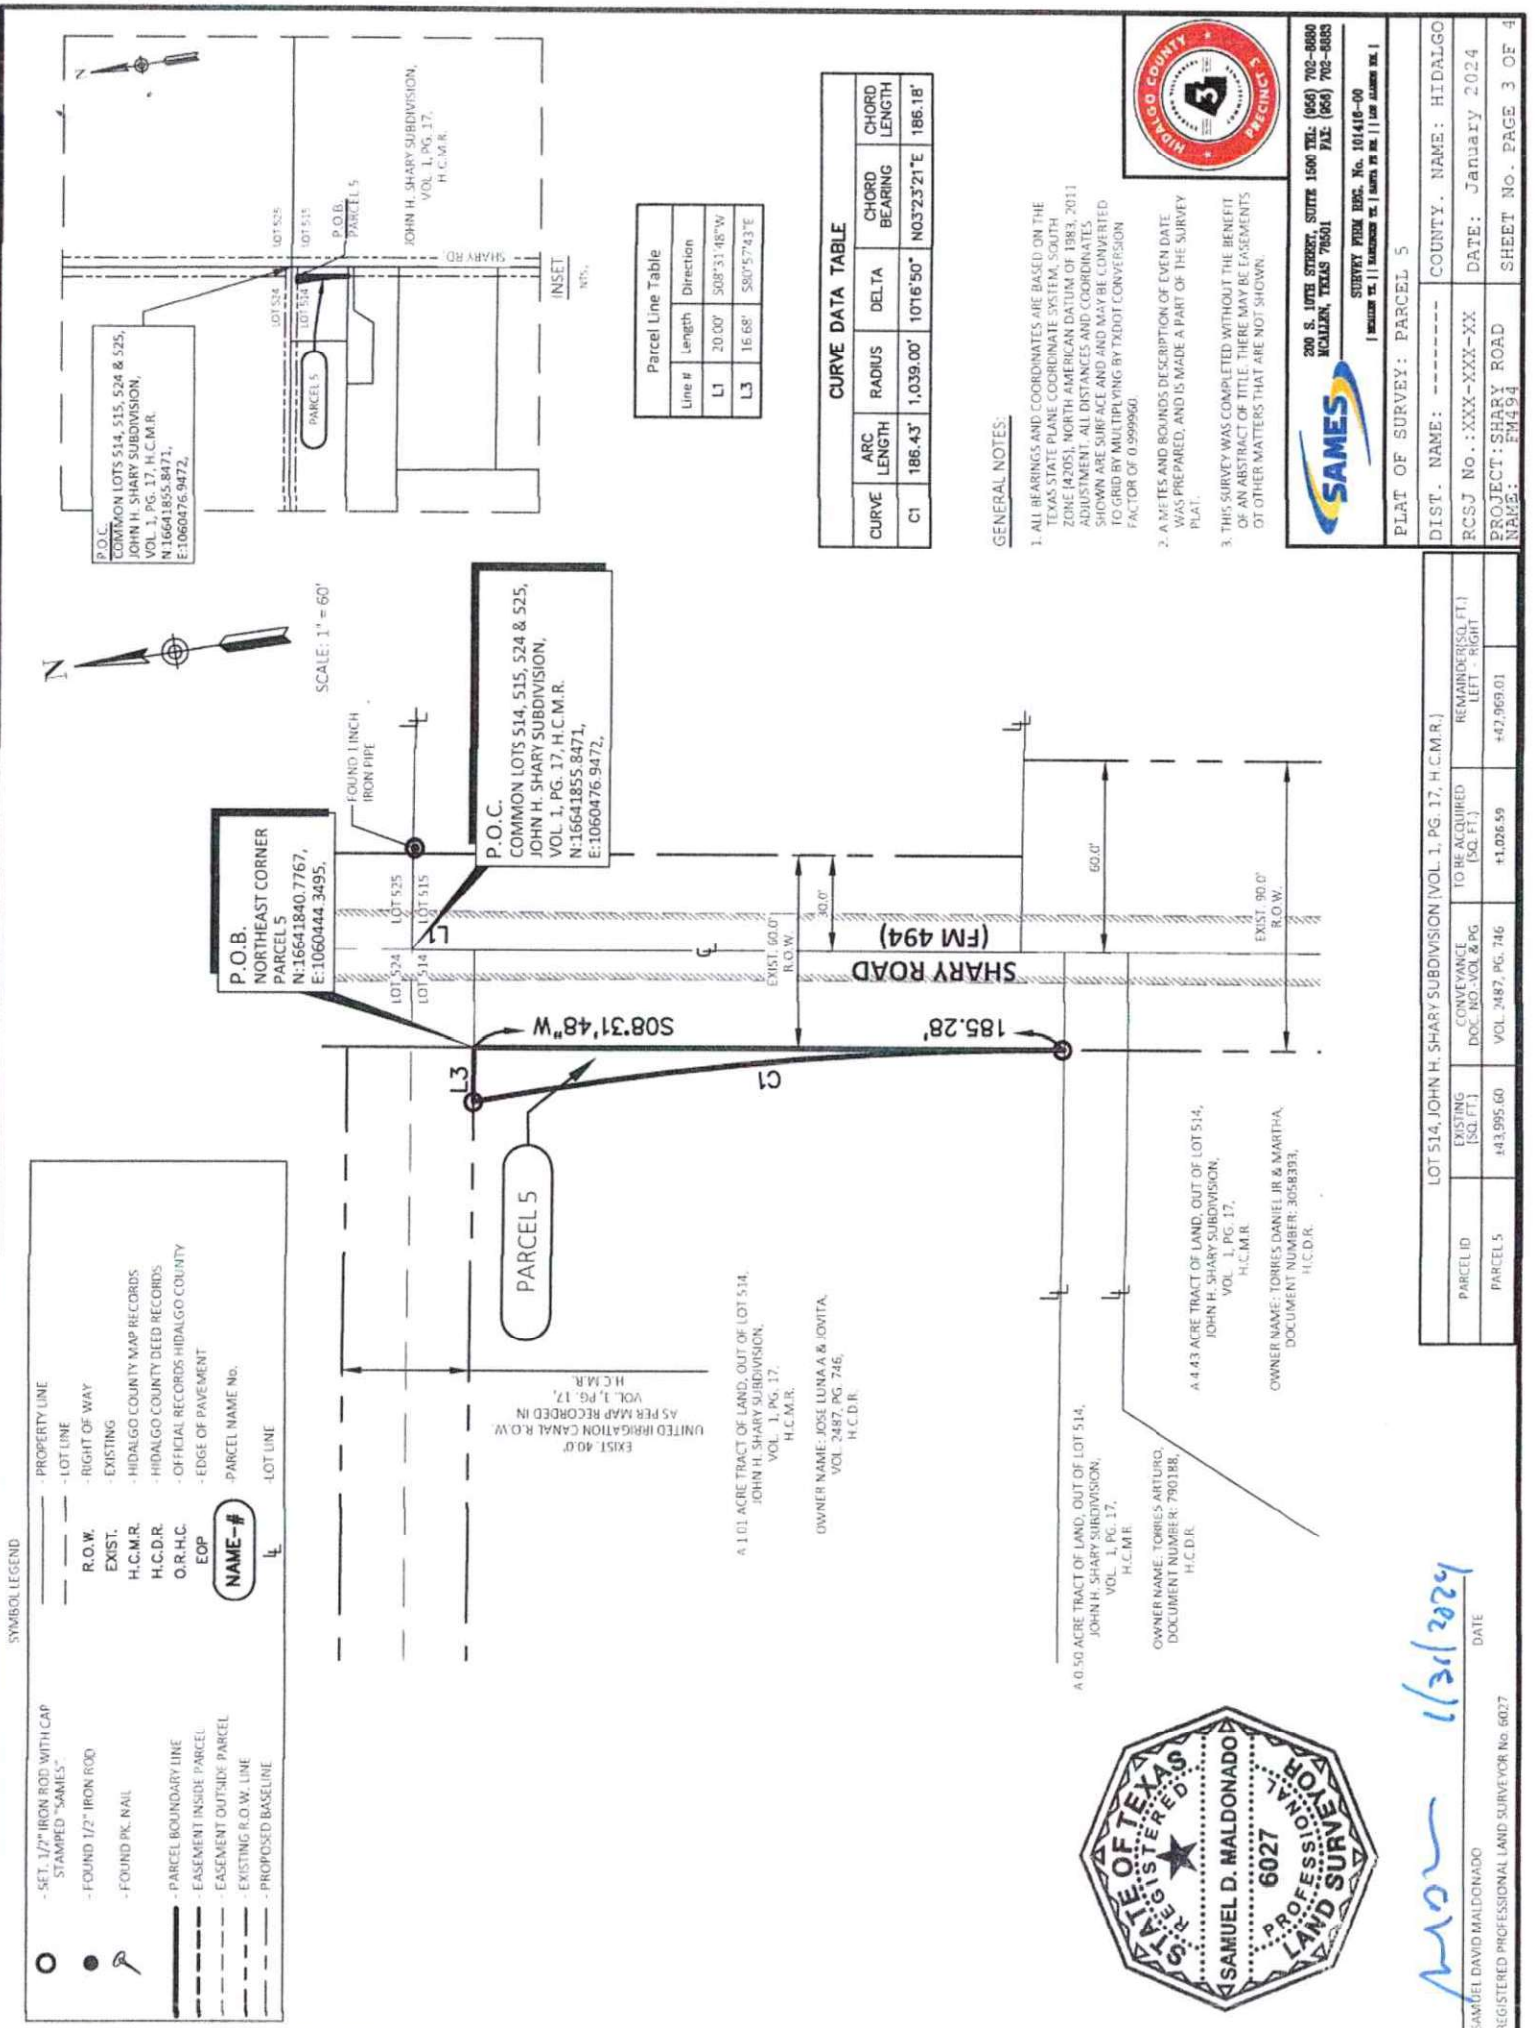 SYMBOL LEGEND
- SET. 1/2" IRON ROD WITH CAP
STAMPED "SAMES"
- FOUND 1/2" IRON ROD
- FOUND PK. NAIL
- PARCEL BOUNDARY LINE
- EASEMENT INSIDE PARCEL
- EASEMENT OUTSIDE PARCEL
- EXISTING R.O.W. LINE
- PROPOSED BASELINE
- PROPERTY LINE
- LOT LINE
R.O.W. - RIGHT OF WAY
EXIST. - EXISTING
H.C.M.R. - HIDALGO COUNTY MAP RECORDS
H.C.D.R. - HIDALGO COUNTY DEED RECORDS
O.R.H.C. - OFFICIAL RECORDS HIDALGO COUNTY
EOP - EDGE OF PAVEMENT
NAME-# -PARCEL NAME No.
-LOT LINE
P.O.B.
NORTHEAST CORNER
PARCEL 5
N:16641840.7767,
E:1060444.3495,
FOUND 1 INCH
IRON PIPE
N
SCALE: 1" = 60'
P.O.C.
COMMON LOTS 514, 515, 524 & 525,
JOHN H. SHARY SUBDIVISION,
VOL. 1, PG. 17, H.C.M.R.
N:16641855.8471,
E:1060476.9472,
LOT 524
LOT 525
LOT 514
LOT 515
L1
L3
C1
S08°31'48"W
185.28'
EXIST. 60.0'
R.O.W.
30.0'
SHARY ROAD
(FM 494)
60.0'
EXIST. 90.0'
R.O.W.
PARCEL 5
EXIST. 40.0'
UNITED IRRIGATION CANAL R.O.W.
AS PER MAP RECORDED IN
VOL. 1, PG. 17,
H.C.M.R.
A 1.01 ACRE TRACT OF LAND, OUT OF LOT 514,
JOHN H. SHARY SUBDIVISION,
VOL. 1, PG. 17,
H.C.M.R.
OWNER NAME: JOSE LUNA A & JOVITA,
VOL. 2487, PG. 746,
H.C.D.R.
A 0.50 ACRE TRACT OF LAND, OUT OF LOT 514,
JOHN H. SHARY SUBDIVISION,
VOL. 1, PG. 17,
H.C.M.R.
OWNER NAME: TORRES ARTURO,
DOCUMENT NUMBER: 790188,
H.C.D.R.
A 4.43 ACRE TRACT OF LAND, OUT OF LOT 514,
JOHN H. SHARY SUBDIVISION,
VOL. 1, PG. 17,
H.C.M.R.
OWNER NAME: TORRES DANIEL JR & MARTHA,
DOCUMENT NUMBER: 3058393,
H.C.D.R.
N
P.O.C.
COMMON LOTS 514, 515, 524 & 525,
JOHN H. SHARY SUBDIVISION,
VOL. 1, PG. 17, H.C.M.R.
N:16641855.8471,
E:1060476.9472,
LOT 524
LOT 525
LOT 514
LOT 515
P.O.B.
PARCEL 5
PARCEL 5
SHARY RD.
JOHN H. SHARY SUBDIVISION,
VOL. 1, PG. 17,
H.C.M.R.
INSET
NTS.
Parcel Line Table
Line # Length Direction
L1 20.00' S08°31'48"W
L3 16.68' S80°57'43"E
CURVE DATA TABLE
CURVE ARC LENGTH RADIUS DELTA CHORD BEARING CHORD LENGTH
C1 186.43' 1,039.00' 10°16'50" N03°23'21"E 186.18'
GENERAL NOTES:
1. ALL BEARINGS AND COORDINATES ARE BASED ON THE
TEXAS STATE PLANE COORDINATE SYSTEM, SOUTH
ZONE (4205), NORTH AMERICAN DATUM OF 1983, 2011
ADJUSTMENT. ALL DISTANCES AND COORDINATES
SHOWN ARE SURFACE AND AND MAY BE CONVERTED
TO GRID BY MULTIPLYING BY TXDOT CONVERSION
FACTOR OF 0.999960.
2. A METES AND BOUNDS DESCRIPTION OF EVEN DATE
WAS PREPARED, AND IS MADE A PART OF THE SURVEY
PLAT.
3. THIS SURVEY WAS COMPLETED WITHOUT THE BENEFIT
OF AN ABSTRACT OF TITLE. THERE MAY BE EASEMENTS
OT OTHER MATTERS THAT ARE NOT SHOWN.
HIDALGO COUNTY
3
PRECINCT 3
SAMES
200 S. 10TH STREET, SUITE 1500 TEL: (956) 702-8880
MCALLEN, TEXAS 78501 FAX: (956) 702-8883
SURVEY FIRM REG. No. 101416-00
PLAT OF SURVEY: PARCEL 5
DIST. NAME: -------- COUNTY. NAME: HIDALGO
RCSJ No.:XXX-XXX-XX DATE: January 2024
PROJECT NAME: SHARY ROAD FM494 SHEET No. PAGE 3 OF 4
LOT 514, JOHN H. SHARY SUBDIVISION (VOL. 1, PG. 17, H.C.M.R.)
PARCEL ID EXISTING (SQ. FT.) CONVEYANCE DOC. NO.-VOL & PG TO BE ACQUIRED (SQ. FT.) REMAINDER(SQ. FT.) LEFT - RIGHT
PARCEL 5 ±43,995.60 VOL. 2487, PG. 746 ±1,026.59 ±42,969.01
STATE OF TEXAS
REGISTERED
SAMUEL D. MALDONADO
6027
PROFESSIONAL
LAND SURVEYOR
1/31/2024
SAMUEL DAVID MALDONADO DATE
REGISTERED PROFESSIONAL LAND SURVEYOR No. 6027